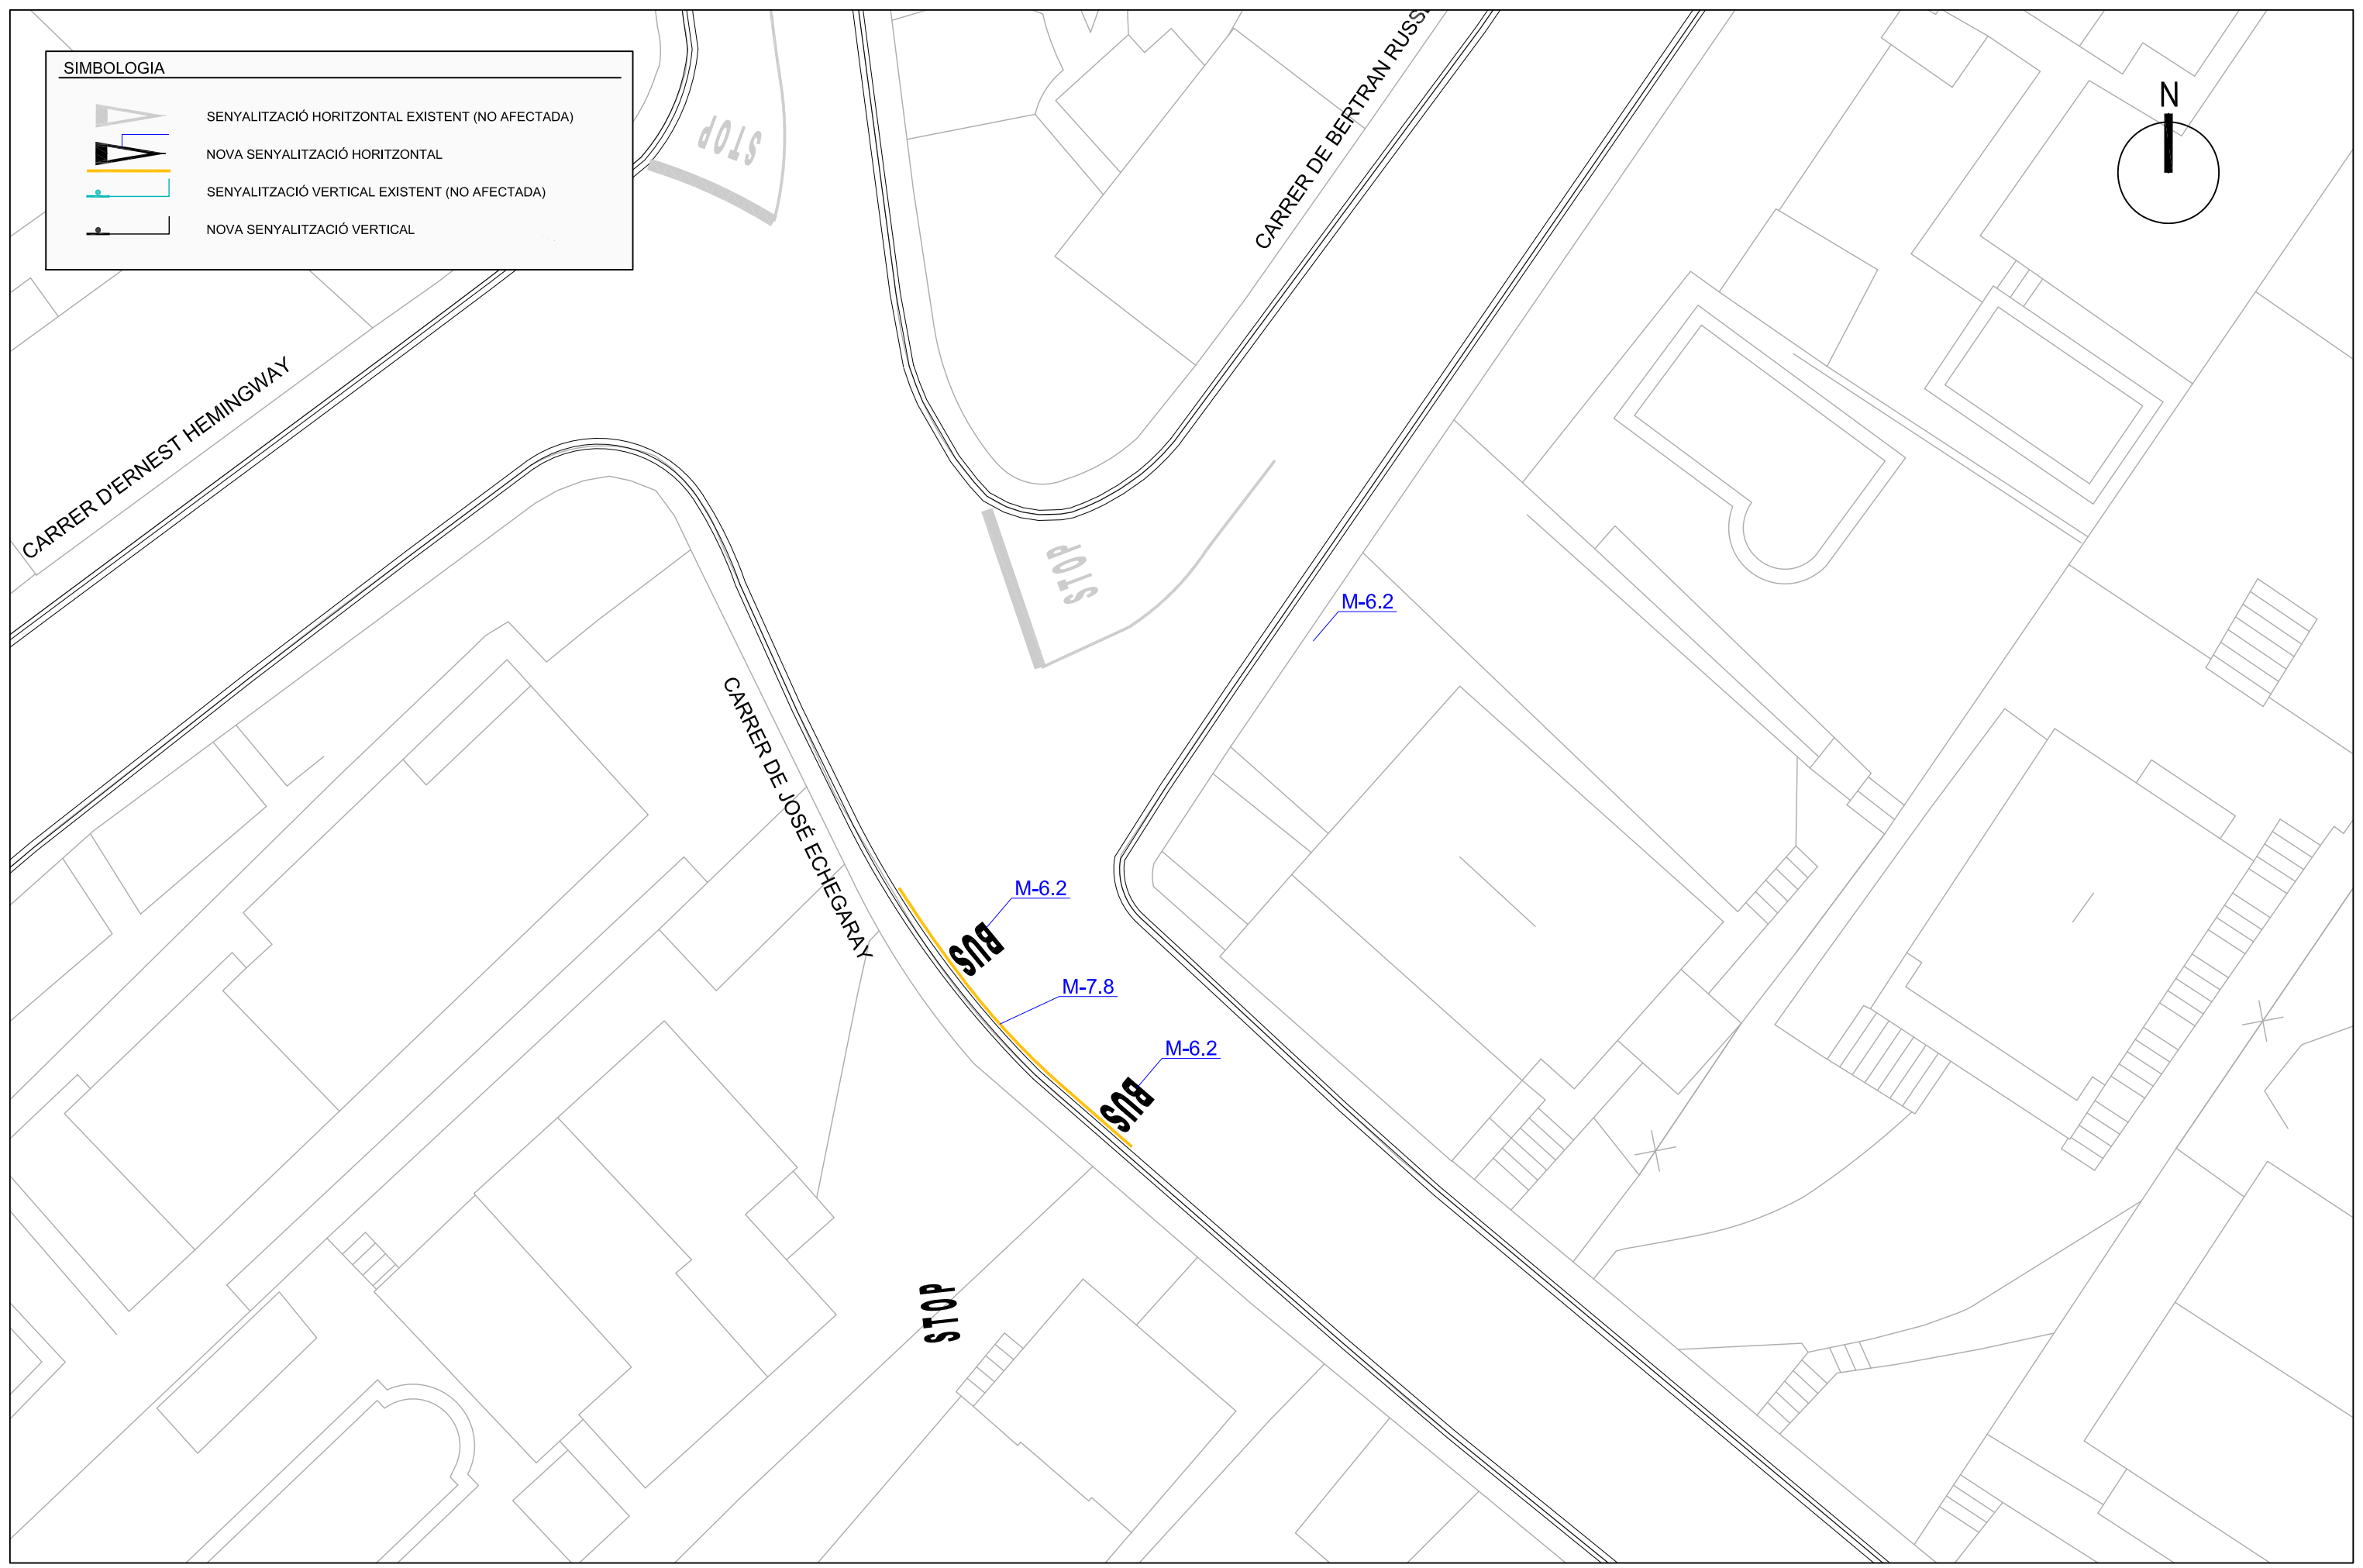 SIMBOLOGIA
SENYALITZACIÓ HORITZONTAL EXISTENT (NO AFECTADA)
NOVA SENYALITZACIÓ HORITZONTAL
SENYALITZACIÓ VERTICAL EXISTENT (NO AFECTADA)
NOVA SENYALITZACIÓ VERTICAL
STOP
CARRER DE BERTRAN RUSSE
N
CARRER D'ERNEST HEMINGWAY
STOP
M-6.2
CARRER DE JOSÉ ECHEGARAY
M-6.2
BUS
M-7.8
M-6.2
BUS
STOP